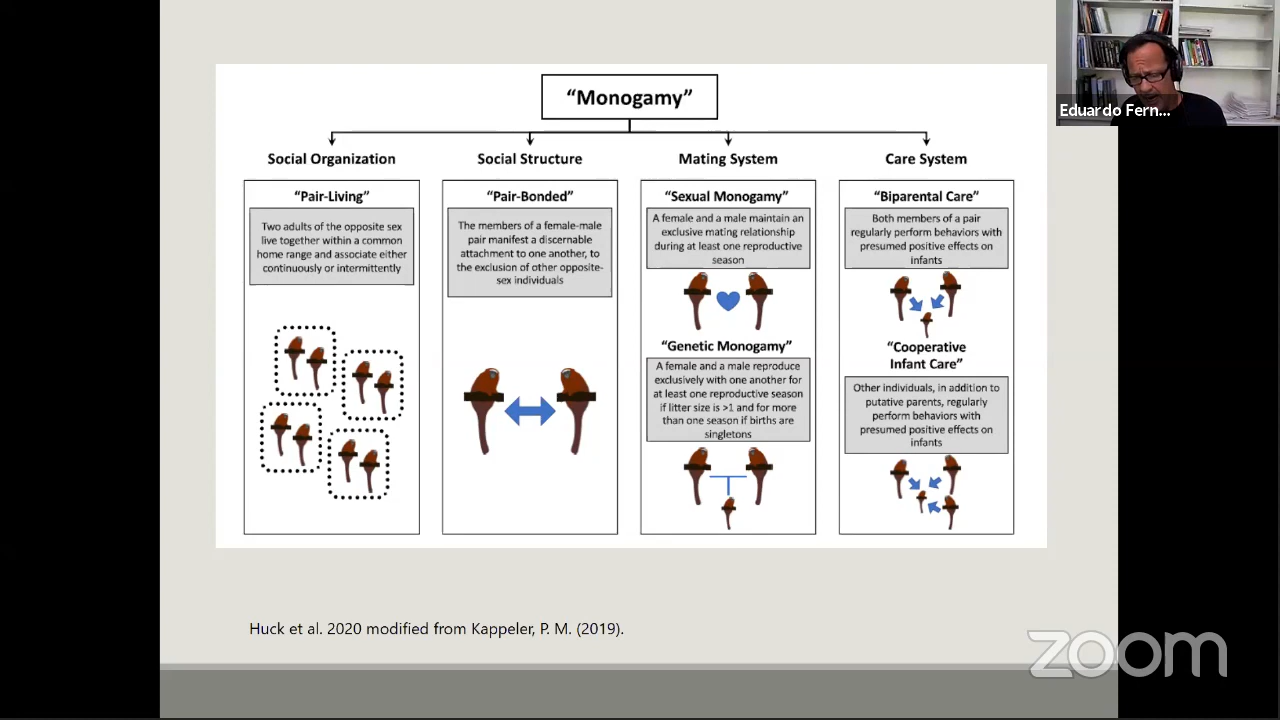 Eduardo Fern...
“Monogamy”
Social Organization
Social Structure
Mating System
Care System
“Pair-Living”
Two adults of the opposite sex
live together within a common
home range and associate either
continuously or intermittently
“Pair-Bonded”
The members of a female-male
pair manifest a discernable
attachment to one another, to
the exclusion of other opposite-
sex individuals
“Sexual Monogamy”
A female and a male maintain an
exclusive mating relationship
during at least one reproductive
season
“Genetic Monogamy”
A female and a male reproduce
exclusively with one another for
at least one reproductive season
if litter size is >1 and for more
than one season if births are
singletons
“Biparental Care”
Both members of a pair
regularly perform behaviors with
presumed positive effects on
infants
“Cooperative
Infant Care”
Other individuals, in addition to
putative parents, regularly
perform behaviors with
presumed positive effects on
infants
Huck et al. 2020 modified from Kappeler, P. M. (2019).
zoom